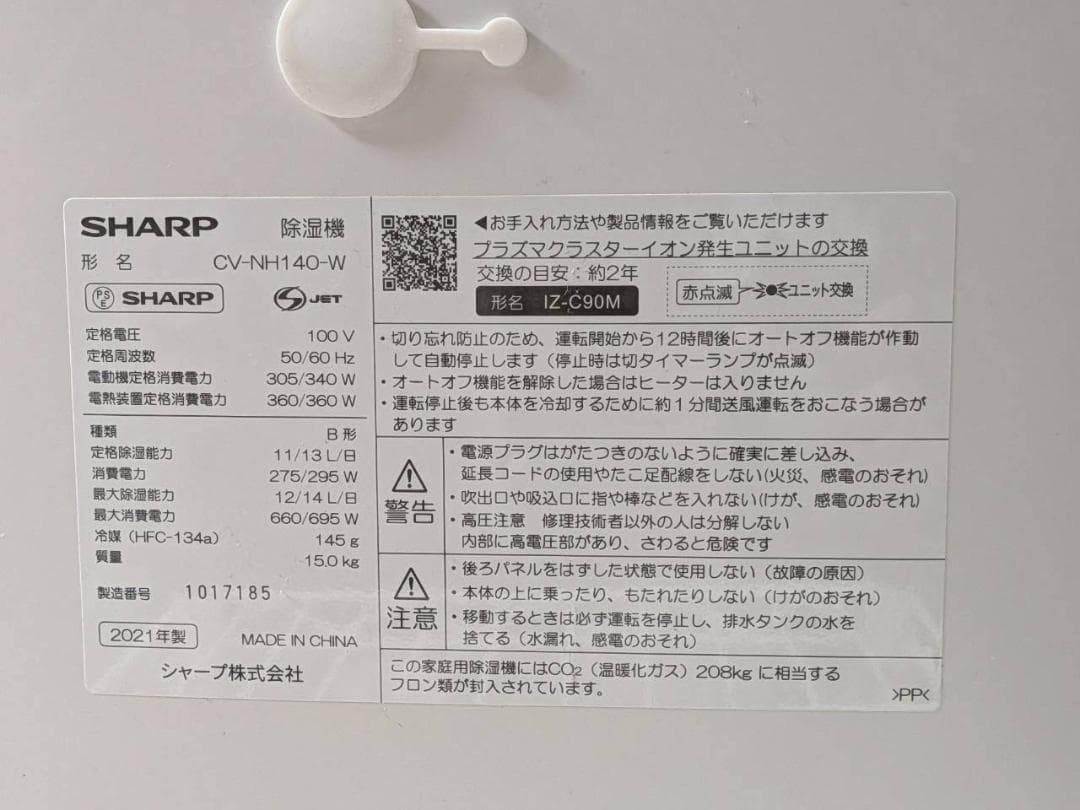 SHARP 除湿機
形 名 CV-NH140-W
PS E SHARP S JET
定格電圧 100 V
定格周波数 50/60 Hz
電動機定格消費電力 305/340 W
電熱装置定格消費電力 360/360 W
種類 B 形
定格除湿能力 11/13 L/日
消費電力 275/295 W
最大除湿能力 12/14 L/日
最大消費電力 660/695 W
冷媒 (HFC-134a) 145 g
質量 15.0 kg
製造番号 1017185
2021年製 MADE IN CHINA
シャープ株式会社
◀お手入れ方法や製品情報をご覧いただけます
プラズマクラスターイオン発生ユニットの交換
交換の目安：約2年
形名 IZ-C90M
赤点滅 ユニット交換
・切り忘れ防止のため、運転開始から12時間後にオートオフ機能が作動
して自動停止します（停止時は切タイマーランプが点滅）
・オートオフ機能を解除した場合はヒーターは入りません
・運転停止後も本体を冷却するために約1分間送風運転をおこなう場合が
あります
警告
・電源プラグはがたつきのないように確実に差し込み、
延長コードの使用やたこ足配線をしない(火災、感電のおそれ)
・吹出口や吸込口に指や棒などを入れない(けが、感電のおそれ)
・高圧注意 修理技術者以外の人は分解しない
内部に高電圧部があり、さわると危険です
注意
・後ろパネルをはずした状態で使用しない（故障の原因）
・本体の上に乗ったり、もたれたりしない（けがのおそれ）
・移動するときは必ず運転を停止し、排水タンクの水を
捨てる（水漏れ、感電のおそれ）
この家庭用除湿機にはCO₂（温暖化ガス）208kg に相当する
フロン類が封入されています。
>PP<